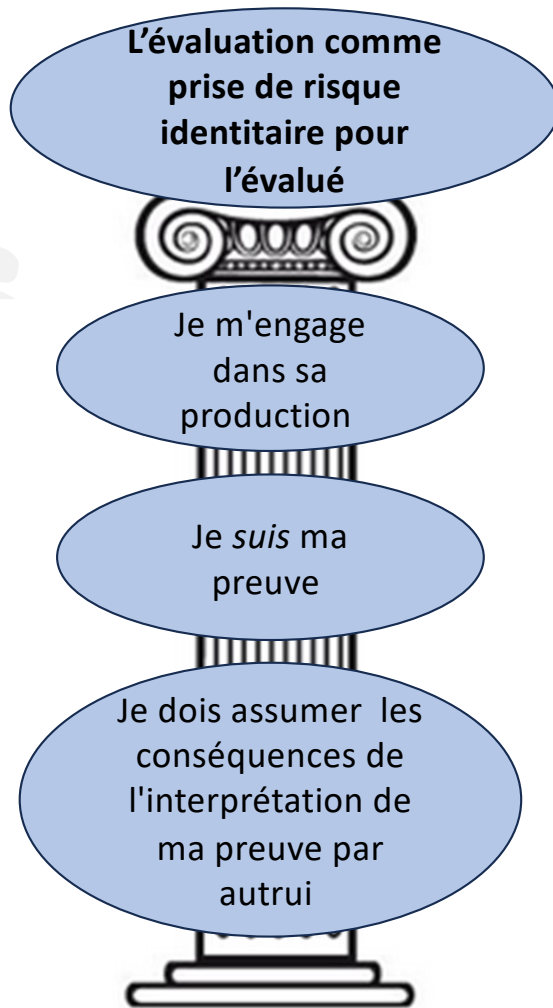 L’évaluation comme
prise de risque
identitaire pour
l’évalué
Je m'engage
dans sa
production
Je suis ma
preuve
Je dois assumer les
conséquences de
l'interprétation de
ma preuve par
autrui